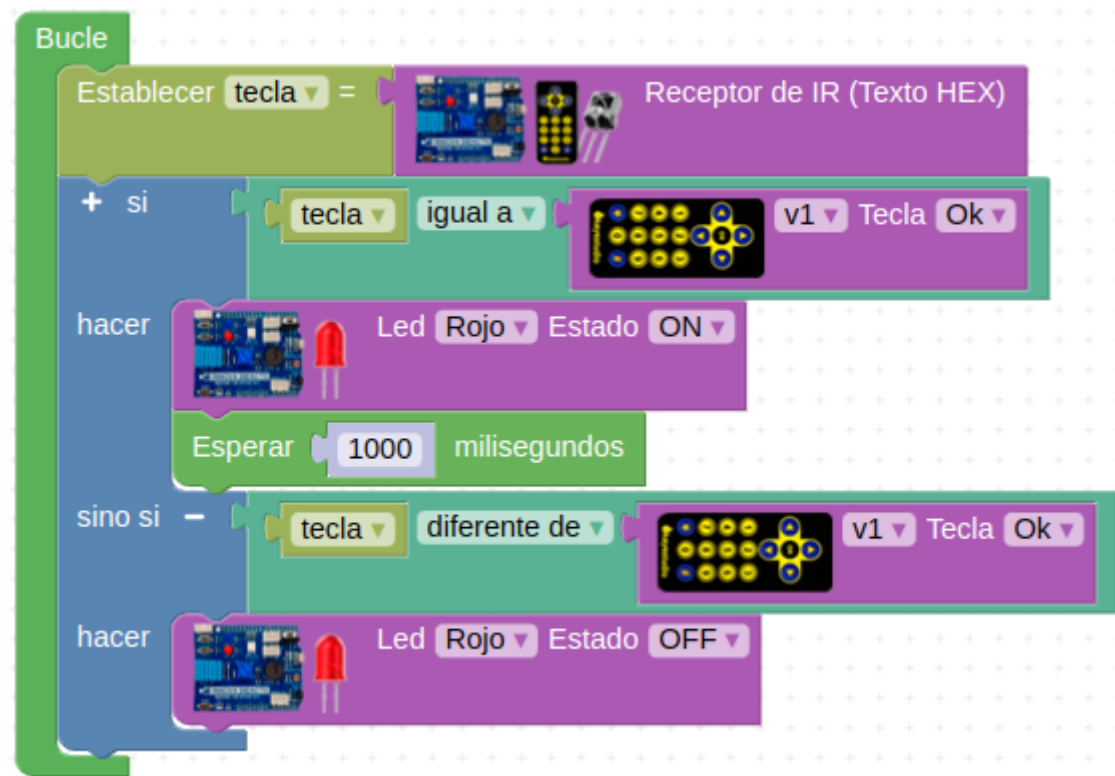 Bucle
Establecer tecla = Receptor de IR (Texto HEX)
+ si tecla igual a v1 Tecla Ok
hacer Led Rojo Estado ON
Esperar 1000 milisegundos
sino si − tecla diferente de v1 Tecla Ok
hacer Led Rojo Estado OFF